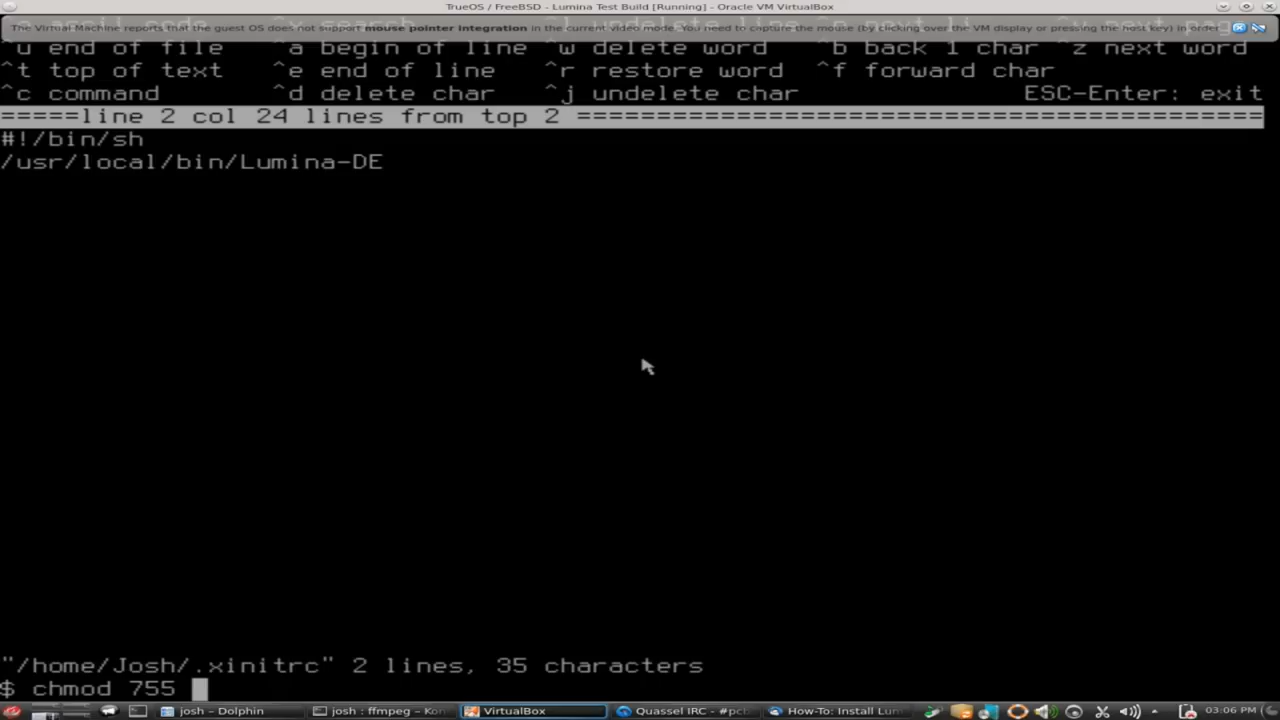 TrueOS / FreeBSD - Lumina Test Build [Running] - Oracle VM VirtualBox
The Virtual Machine reports that the guest OS does not support mouse pointer integration in the current video mode. You need to capture the mouse (by clicking over the VM display or pressing the host key) in order
^u end of file ^a begin of line ^w delete word ^b back 1 char ^z next word
^t top of text ^e end of line ^r restore word ^f forward char
^c command ^d delete char ^j undelete char ESC-Enter: exit
=====line 2 col 24 lines from top 2 ===========================================
#!/bin/sh
/usr/local/bin/Lumina-DE
"/home/Josh/.xinitrc" 2 lines, 35 characters
$ chmod 755
josh – Dolphin josh : ffmpeg – Kon VirtualBox Quassel IRC – #pcb How-To: Install Lum 03:06 PM